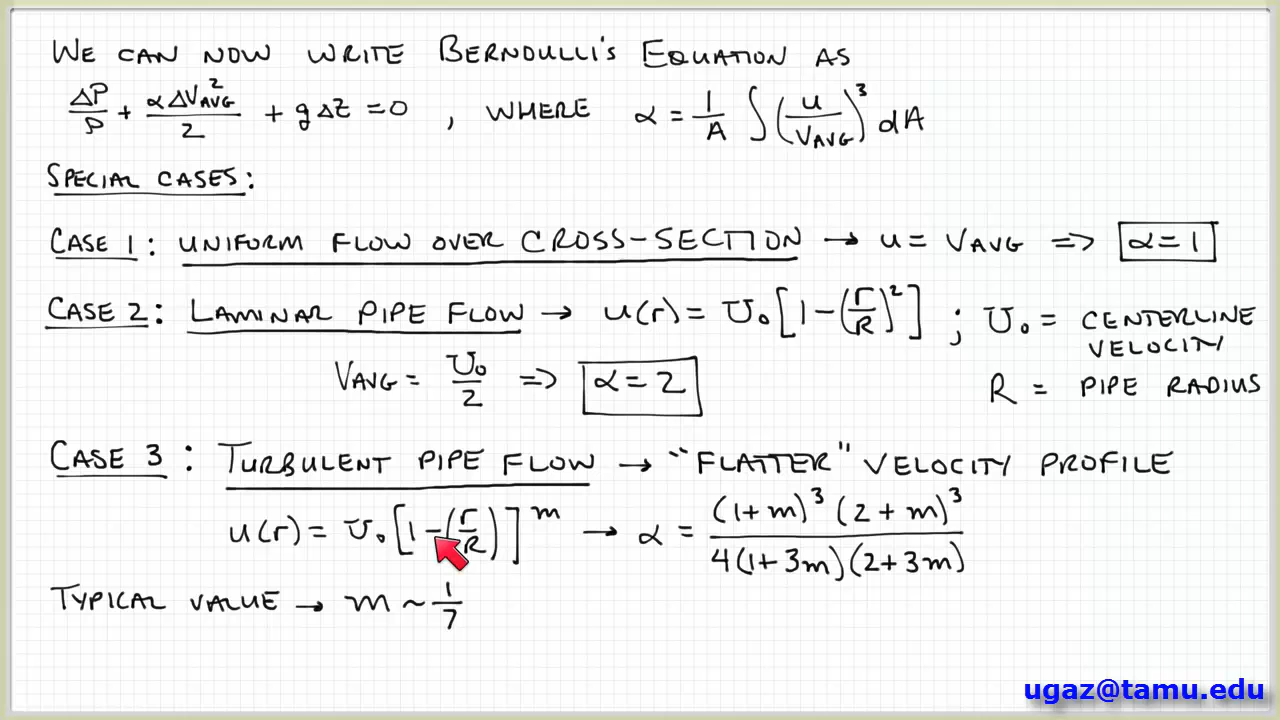 WE CAN NOW WRITE BERNOULLI'S EQUATION AS
ΔP/ρ + αΔV²AVG/2 + gΔZ = 0 , WHERE α = 1/A ∫(u/VAVG)³ dA
SPECIAL CASES:
CASE 1: UNIFORM FLOW OVER CROSS-SECTION → u = VAVG => α = 1
CASE 2: LAMINAR PIPE FLOW → u(r) = U₀[1-(r/R)²] ; U₀ = CENTERLINE VELOCITY
VAVG = U₀/2 => α = 2
R = PIPE RADIUS
CASE 3: TURBULENT PIPE FLOW → "FLATTER" VELOCITY PROFILE
u(r) = U₀[1-(r/R)]^m → α = (1+m)³(2+m)³ / 4(1+3m)(2+3m)
TYPICAL VALUE → m ~ 1/7
ugaz@tamu.edu